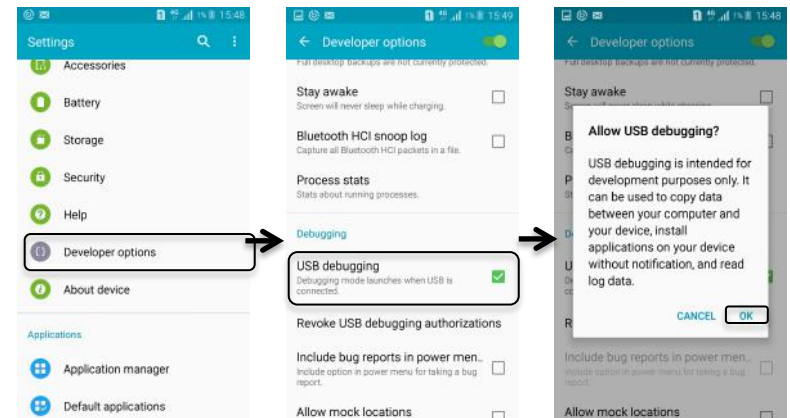 1% 15:48
Settings
Accessories
Battery
Storage
Security
Help
Developer options
About device
Applications
Application manager
Default applications
1% 15:49
Developer options
Full desktop backups are not currently protected.
Stay awake
Screen will never sleep while charging.
Bluetooth HCI snoop log
Capture all Bluetooth HCI packets in a file.
Process stats
Stats about running processes.
Debugging
USB debugging
Debugging mode launches when USB is
connected.
Revoke USB debugging authorizations
Include bug reports in power men..
Include option in power menu for taking a bug
report.
Allow mock locations
1% 15:48
Developer options
Full desktop backups are not currently protected.
Stay awake
Allow USB debugging?
USB debugging is intended for
development purposes only. It
can be used to copy data
between your computer and
your device, install
applications on your device
without notification, and read
log data.
CANCEL OK
Include bug reports in power men..
Include option in power menu for taking a bug
report.
Allow mock locations